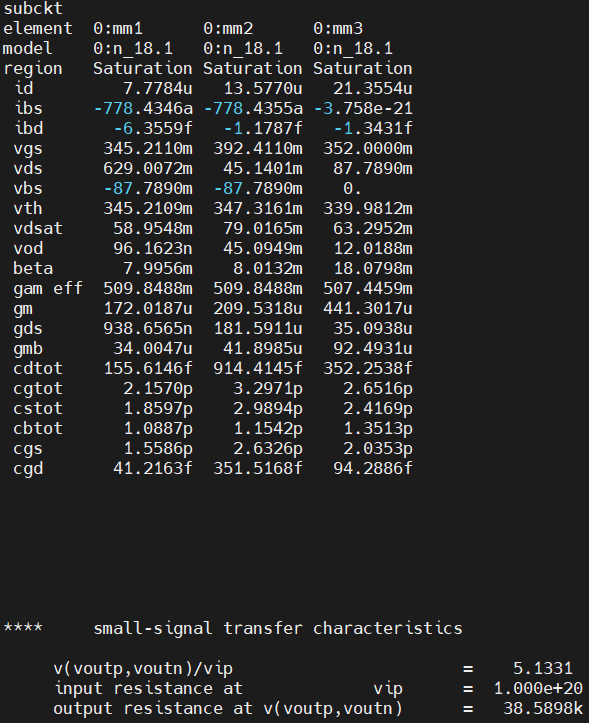 subckt
element  0:mm1      0:mm2      0:mm3
model    0:n_18.1   0:n_18.1   0:n_18.1
region   Saturation Saturation Saturation
 id         7.7784u   13.5770u   21.3554u
 ibs     -778.4346a -778.4355a -3.758e-21
 ibd       -6.3559f   -1.1787f   -1.3431f
 vgs      345.2110m  392.4110m  352.0000m
 vds      629.0072m   45.1401m   87.7890m
 vbs      -87.7890m  -87.7890m    0.
 vth      345.2109m  347.3161m  339.9812m
 vdsat     58.9548m   79.0165m   63.2952m
 vod       96.1623n   45.0949m   12.0188m
 beta       7.9956m    8.0132m   18.0798m
 gam eff  509.8488m  509.8488m  507.4459m
 gm       172.0187u  209.5318u  441.3017u
 gds      938.6565n  181.5911u   35.0938u
 gmb       34.0047u   41.8985u   92.4931u
 cdtot    155.6146f  914.4145f  352.2538f
 cgtot      2.1570p    3.2971p    2.6516p
 cstot      1.8597p    2.9894p    2.4169p
 cbtot      1.0887p    1.1542p    1.3513p
 cgs        1.5586p    2.6326p    2.0353p
 cgd       41.2163f  351.5168f   94.2886f
****     small-signal transfer characteristics
     v(voutp,voutn)/vip                       =    5.1331
     input resistance at             vip      =  1.000e+20
     output resistance at v(voutp,voutn)      =   38.5898k